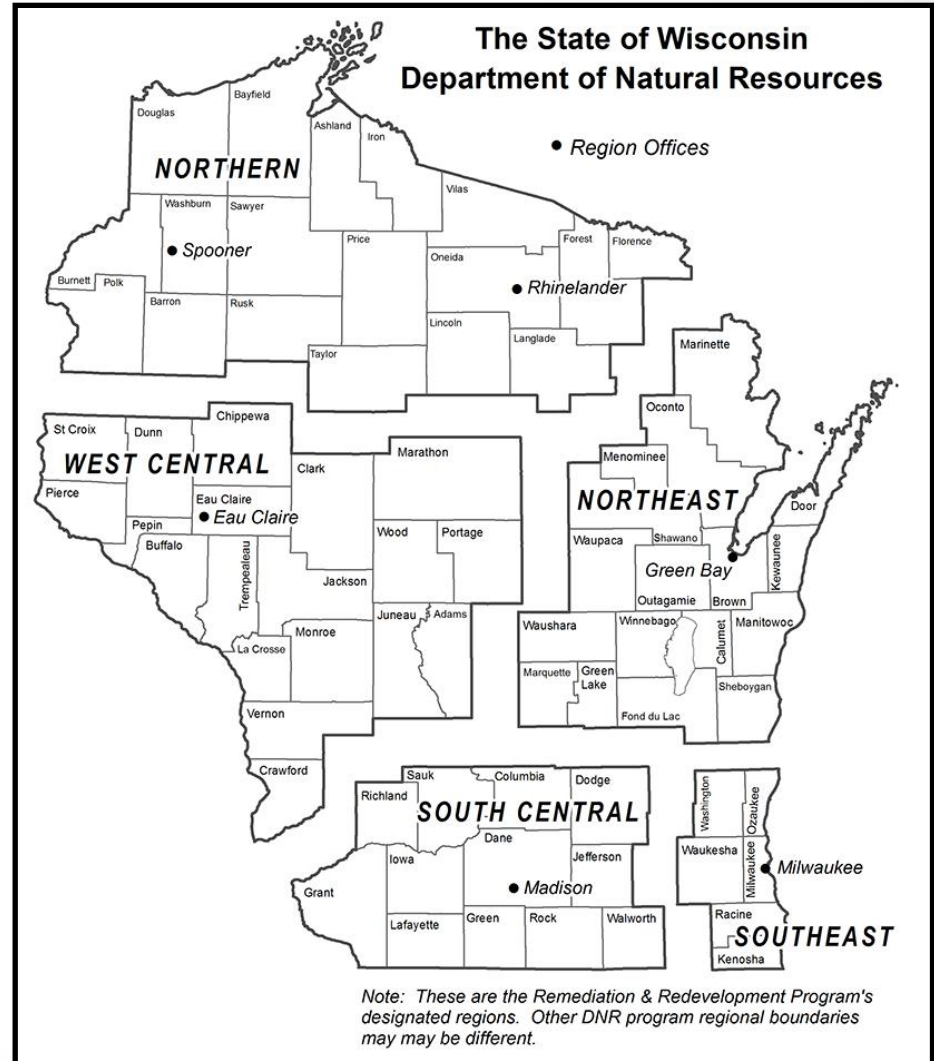 The State of Wisconsin
Department of Natural Resources
Region Offices
NORTHERN
Douglas
Bayfield
Ashland
Iron
Vilas
Washburn
Sawyer
Price
Oneida
Forest
Florence
Spooner
Rhinelander
Burnett
Polk
Barron
Rusk
Lincoln
Langlade
Taylor
WEST CENTRAL
St Croix
Dunn
Chippewa
Clark
Marathon
Pierce
Eau Claire
Eau Claire
Pepin
Buffalo
Wood
Portage
Trempealeau
Jackson
Juneau
Adams
Monroe
La Crosse
Vernon
Crawford
NORTHEAST
Marinette
Oconto
Menominee
Door
Waupaca
Shawano
Green Bay
Kewaunee
Outagamie
Brown
Waushara
Winnebago
Calumet
Manitowoc
Marquette
Green
Lake
Sheboygan
Fond du Lac
SOUTH CENTRAL
Sauk
Columbia
Dodge
Richland
Dane
Iowa
Jefferson
Grant
Madison
Lafayette
Green
Rock
Walworth
Washington
Ozaukee
Waukesha
Milwaukee
Milwaukee
Racine
SOUTHEAST
Kenosha
Note: These are the Remediation & Redevelopment Program's
designated regions. Other DNR program regional boundaries
may may be different.